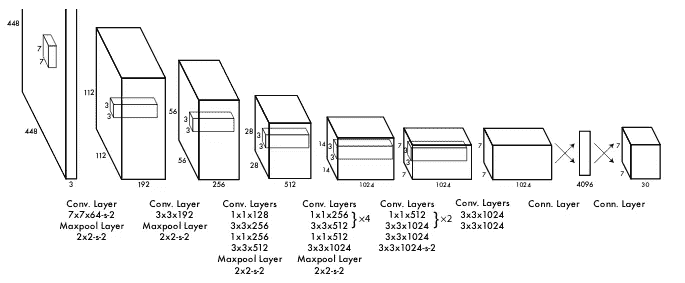 448
7
7
448
3
112
3
3
112
192
56
3
3
56
256
28
3
3
28
512
14
3
3
14
1024
7
3
3
7
1024
7
7
1024
4096
7
7
30
Conv. Layer
7x7x64-s-2
Maxpool Layer
2x2-s-2
Conv. Layer
3x3x192
Maxpool Layer
2x2-s-2
Conv. Layers
1x1x128
3x3x256
1x1x256
3x3x512
Maxpool Layer
2x2-s-2
Conv. Layers
1x1x256
3x3x512
}×4
1x1x512
3x3x1024
Maxpool Layer
2x2-s-2
Conv. Layers
1x1x512
3x3x1024
}×2
3x3x1024
3x3x1024-s-2
Conv. Layers
3x3x1024
3x3x1024
Conn. Layer
Conn. Layer